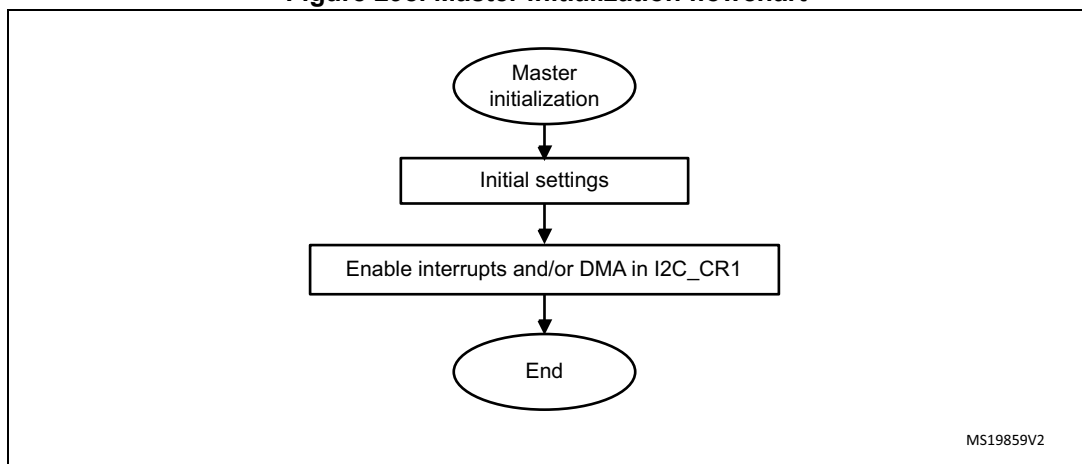 Master
initialization
Initial settings
Enable interrupts and/or DMA in I2C_CR1
End
MS19859V2